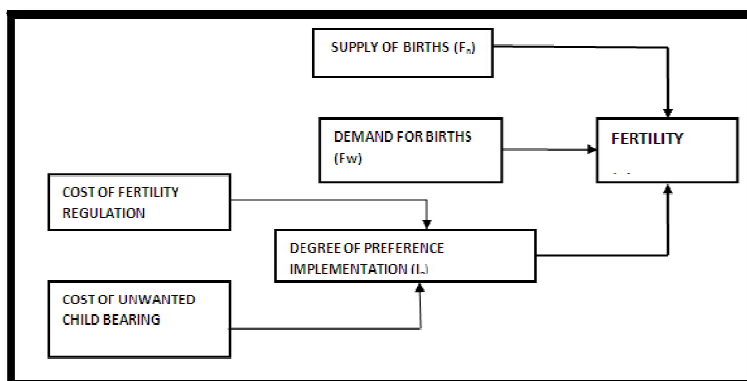 SUPPLY OF BIRTHS (Fn)
DEMAND FOR BIRTHS
(Fw)
FERTILITY
COST OF FERTILITY
REGULATION
DEGREE OF PREFERENCE
IMPLEMENTATION
COST OF UNWANTED
CHILD BEARING